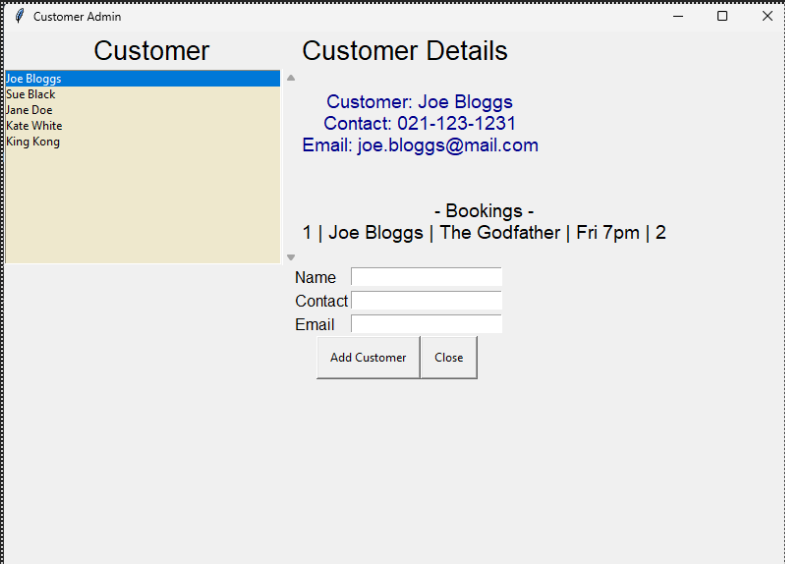 Customer Admin
Customer
Customer Details
Joe Bloggs
Sue Black
Jane Doe
Kate White
King Kong
Customer: Joe Bloggs
Contact: 021-123-1231
Email: joe.bloggs@mail.com
- Bookings -
1 | Joe Bloggs | The Godfather | Fri 7pm | 2
Name
Contact
Email
Add Customer
Close